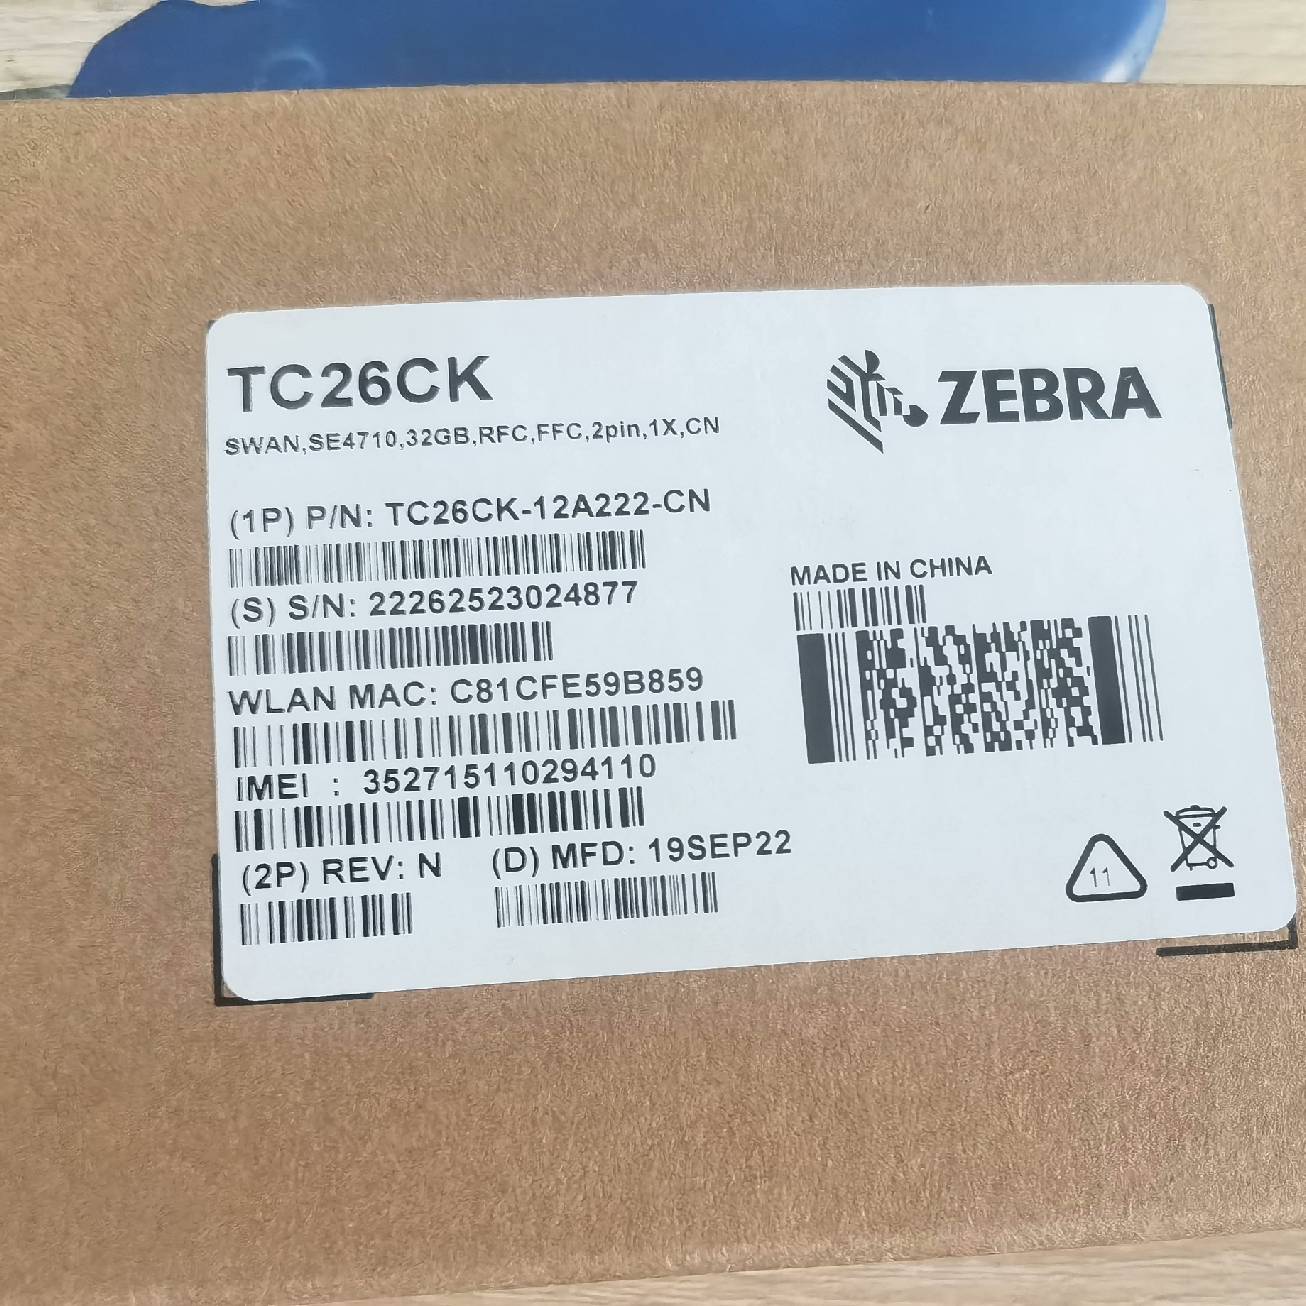 TC26CK
SWAN,SE4710,32GB,RFC,FFC,2pin,1X,CN
ZEBRA
(1P) P/N: TC26CK-12A222-CN
(S) S/N: 22262523024877
WLAN MAC: C81CFE59B859
IMEI : 352715110294110
(2P) REV: N
(D) MFD: 19SEP22
MADE IN CHINA
11